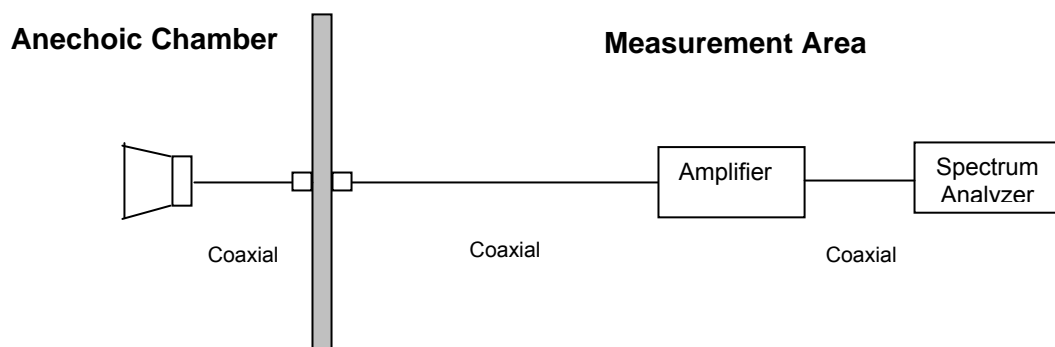 Anechoic Chamber
Measurement Area
Amplifier
Spectrum
Analyzer
Coaxial
Coaxial
Coaxial